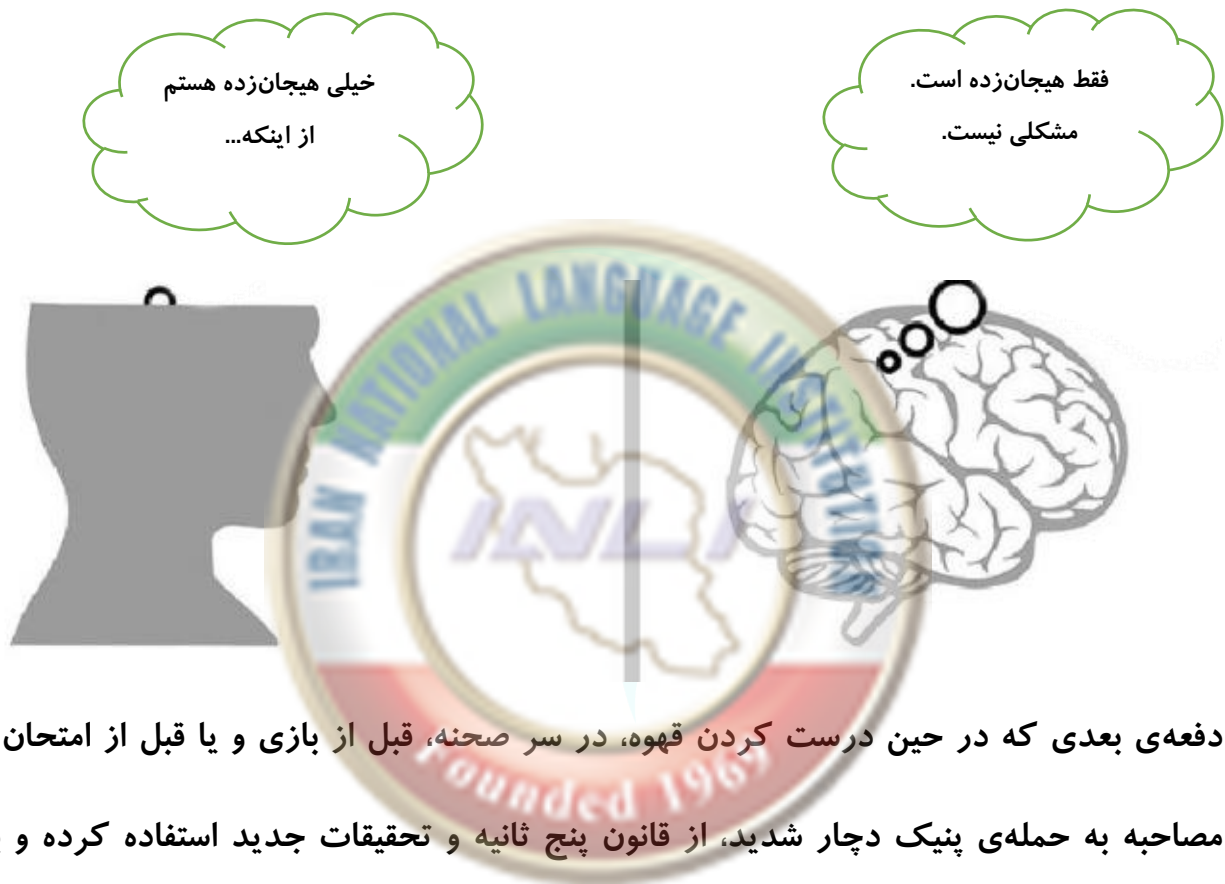 خیلی هیجان‌زده هستم
از اینکه...
فقط هیجان‌زده است.
مشکلی نیست.
IRAN NATIONAL LANGUAGE INSTITUTION
INLI
Founded 1969
دفعه‌ی بعدی که در حین درست کردن قهوه، در سر صحنه، قبل از بازی و یا قبل از امتحان
مصاحبه به حمله‌ی پنیک دچار شدید، از قانون پنج ثانیه و تحقیقات جدید استفاده کرده و